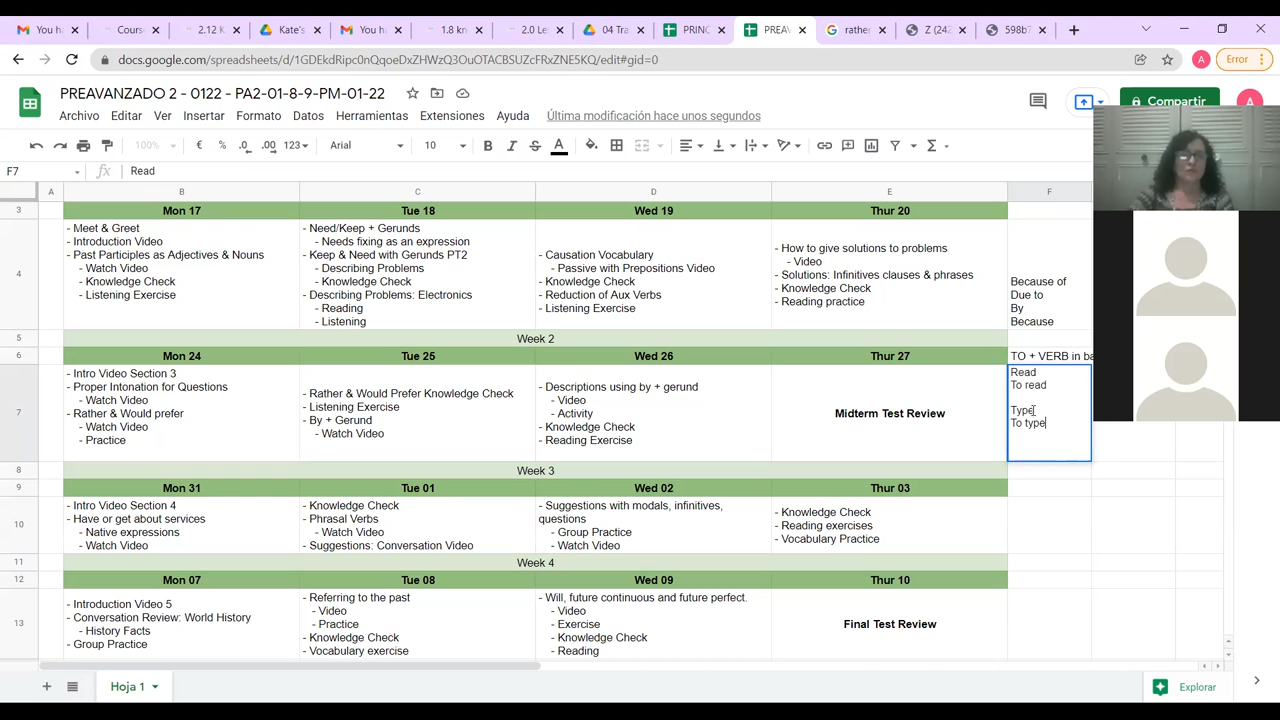 You ha
Cours
2.12 K
Kate's
You ha
1.8 kn
2.0 Le
04 Tra
PRINC
PREAV
rather
Z (242
598b7
docs.google.com/spreadsheets/d/1GDEkdRipc0nQqoeDxZHWzQ3OuOTACBiUZcFRxZNE5KQ/edit#gid=0
Error
PREAVANZADO 2 - 0122 - PA2-01-8-9-PM-01-22
Compartir
Archivo Editar Ver Insertar Formato Datos Herramientas Extensiones Ayuda Última modificación hace unos segundos
100% € % .0 .00 123 Arial 10 B I S A
F7 fx Read
A B C D E F
3 Mon 17 Tue 18 Wed 19 Thur 20
4
- Meet & Greet
- Introduction Video
- Past Participles as Adjectives & Nouns
- Watch Video
- Knowledge Check
- Listening Exercise
- Need/Keep + Gerunds
- Needs fixing as an expression
- Keep & Need with Gerunds PT2
- Describing Problems
- Knowledge Check
- Describing Problems: Electronics
- Reading
- Listening
- Causation Vocabulary
- Passive with Prepositions Video
- Knowledge Check
- Reduction of Aux Verbs
- Listening Exercise
- How to give solutions to problems
- Video
- Solutions: Infinitives clauses & phrases
- Knowledge Check
- Reading practice
Because of
Due to
By
Because
5 Week 2
6 Mon 24 Tue 25 Wed 26 Thur 27 TO + VERB in ba
7
- Intro Video Section 3
- Proper Intonation for Questions
- Watch Video
- Rather & Would prefer
- Watch Video
- Practice
- Rather & Would Prefer Knowledge Check
- Listening Exercise
- By + Gerund
- Watch Video
- Descriptions using by + gerund
- Video
- Activity
- Knowledge Check
- Reading Exercise
Midterm Test Review
Read
To read
Type
To type
8 Week 3
9 Mon 31 Tue 01 Wed 02 Thur 03
10
- Intro Video Section 4
- Have or get about services
- Native expressions
- Watch Video
- Knowledge Check
- Phrasal Verbs
- Watch Video
- Suggestions: Conversation Video
- Suggestions with modals, infinitives,
questions
- Group Practice
- Watch Video
- Knowledge Check
- Reading exercises
- Vocabulary Practice
11 Week 4
12 Mon 07 Tue 08 Wed 09 Thur 10
13
- Introduction Video 5
- Conversation Review: World History
- History Facts
- Group Practice
- Referring to the past
- Video
- Practice
- Knowledge Check
- Vocabulary exercise
- Will, future continuous and future perfect.
- Video
- Exercise
- Knowledge Check
- Reading
Final Test Review
Hoja 1
Explorar